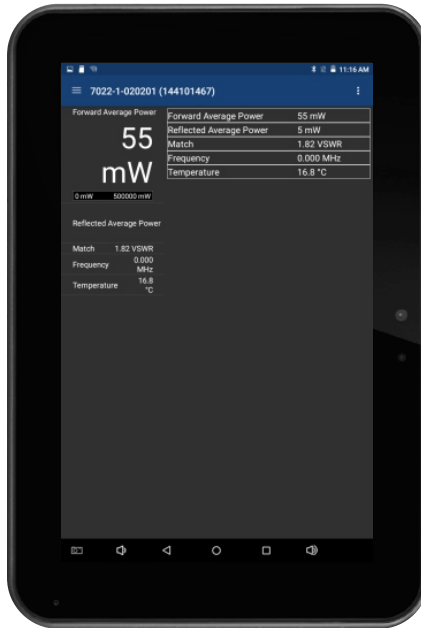 11:16 AM
7022-1-020201 (144101467)
Forward Average Power
55
mW
0 mW 500000 mW
Reflected Average Power
Match 1.82 VSWR
Frequency 0.000
MHz
Temperature 16.8
°C
Forward Average Power 55 mW
Reflected Average Power 5 mW
Match 1.82 VSWR
Frequency 0.000 MHz
Temperature 16.8 °C